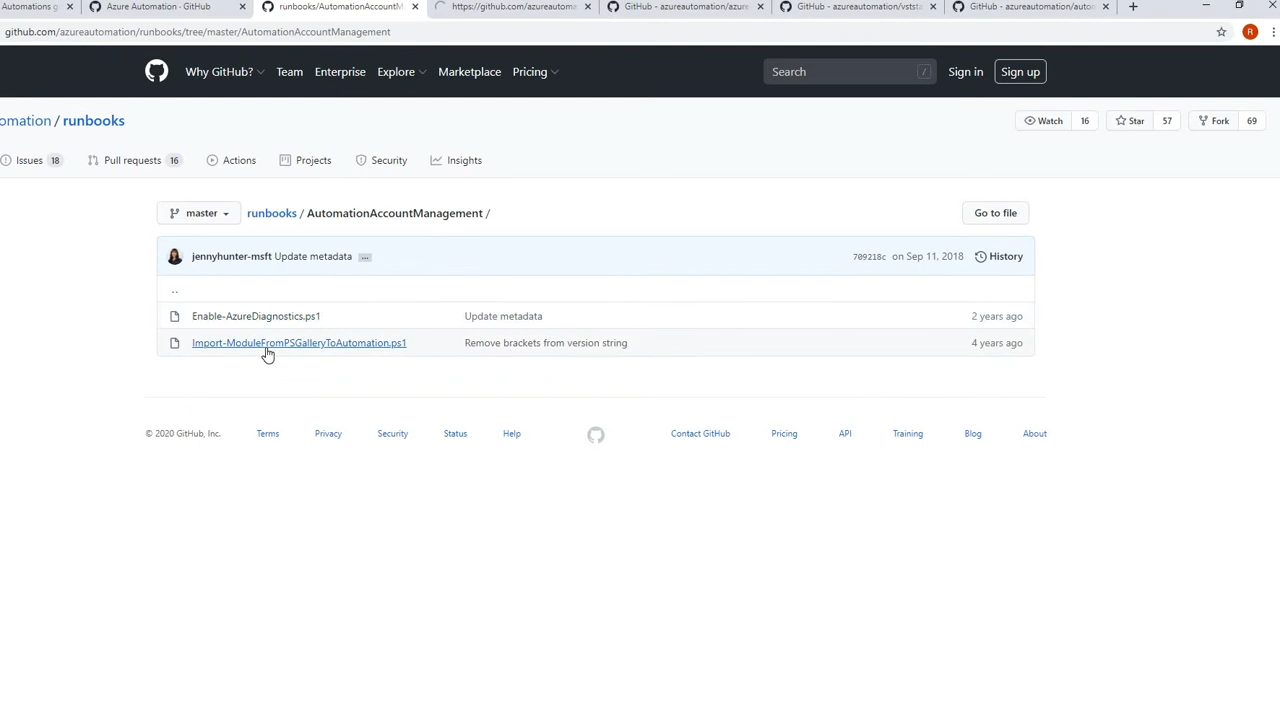 Automations g
Azure Automation · GitHub
runbooks/AutomationAccountM
https://github.com/azureautoma
GitHub - azureautomation/azure
GitHub - azureautomation/vststa
GitHub - azureautomation/auto
github.com/azureautomation/runbooks/tree/master/AutomationAccountManagement
R
Why GitHub? Team Enterprise Explore Marketplace Pricing Search / Sign in Sign up
omation / runbooks Watch 16 Star 57 Fork 69
Issues 18 Pull requests 16 Actions Projects Security Insights
master runbooks / AutomationAccountManagement / Go to file
jennyhunter-msft Update metadata ... 709218c on Sep 11, 2018 History
..
Enable-AzureDiagnostics.ps1 Update metadata 2 years ago
Import-ModuleFromPSGalleryToAutomation.ps1 Remove brackets from version string 4 years ago
© 2020 GitHub, Inc. Terms Privacy Security Status Help Contact GitHub Pricing API Training Blog About